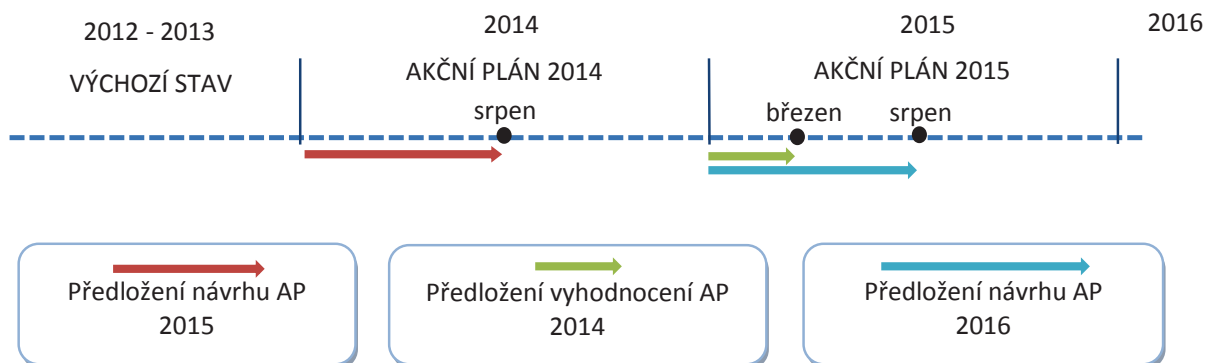 2012 - 2013
2014
2015
2016
VÝCHOZÍ STAV
AKČNÍ PLÁN 2014
AKČNÍ PLÁN 2015
srpen
březen
srpen
Předložení návrhu AP
2015
Předložení vyhodnocení AP
2014
Předložení návrhu AP
2016